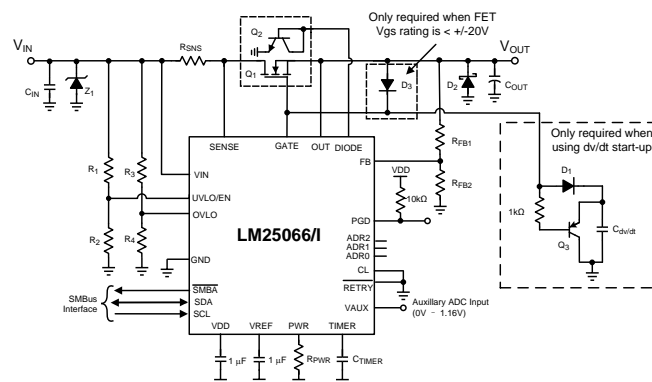 Only required when FET
Vgs rating is < +/-20V
VIN
RSNS
Q2
Q1
VOUT
CIN
Z1
D3
D2
COUT
SENSE
GATE
OUT
DIODE
VIN
FB
RFB1
RFB2
R1
R3
UVLO/EN
OVLO
R2
R4
VDD
10kΩ
PGD
LM25066/I
ADR2
ADR1
ADR0
GND
CL
RETRY
SMBus
Interface
SMBA
SDA
SCL
VAUX
Auxillary ADC Input
(0V - 1.16V)
VDD
VREF
PWR
TIMER
1 µF
1 µF
RPWR
CTIMER
Only required when
using dv/dt start-up
D1
1kΩ
Q3
Cdv/dt